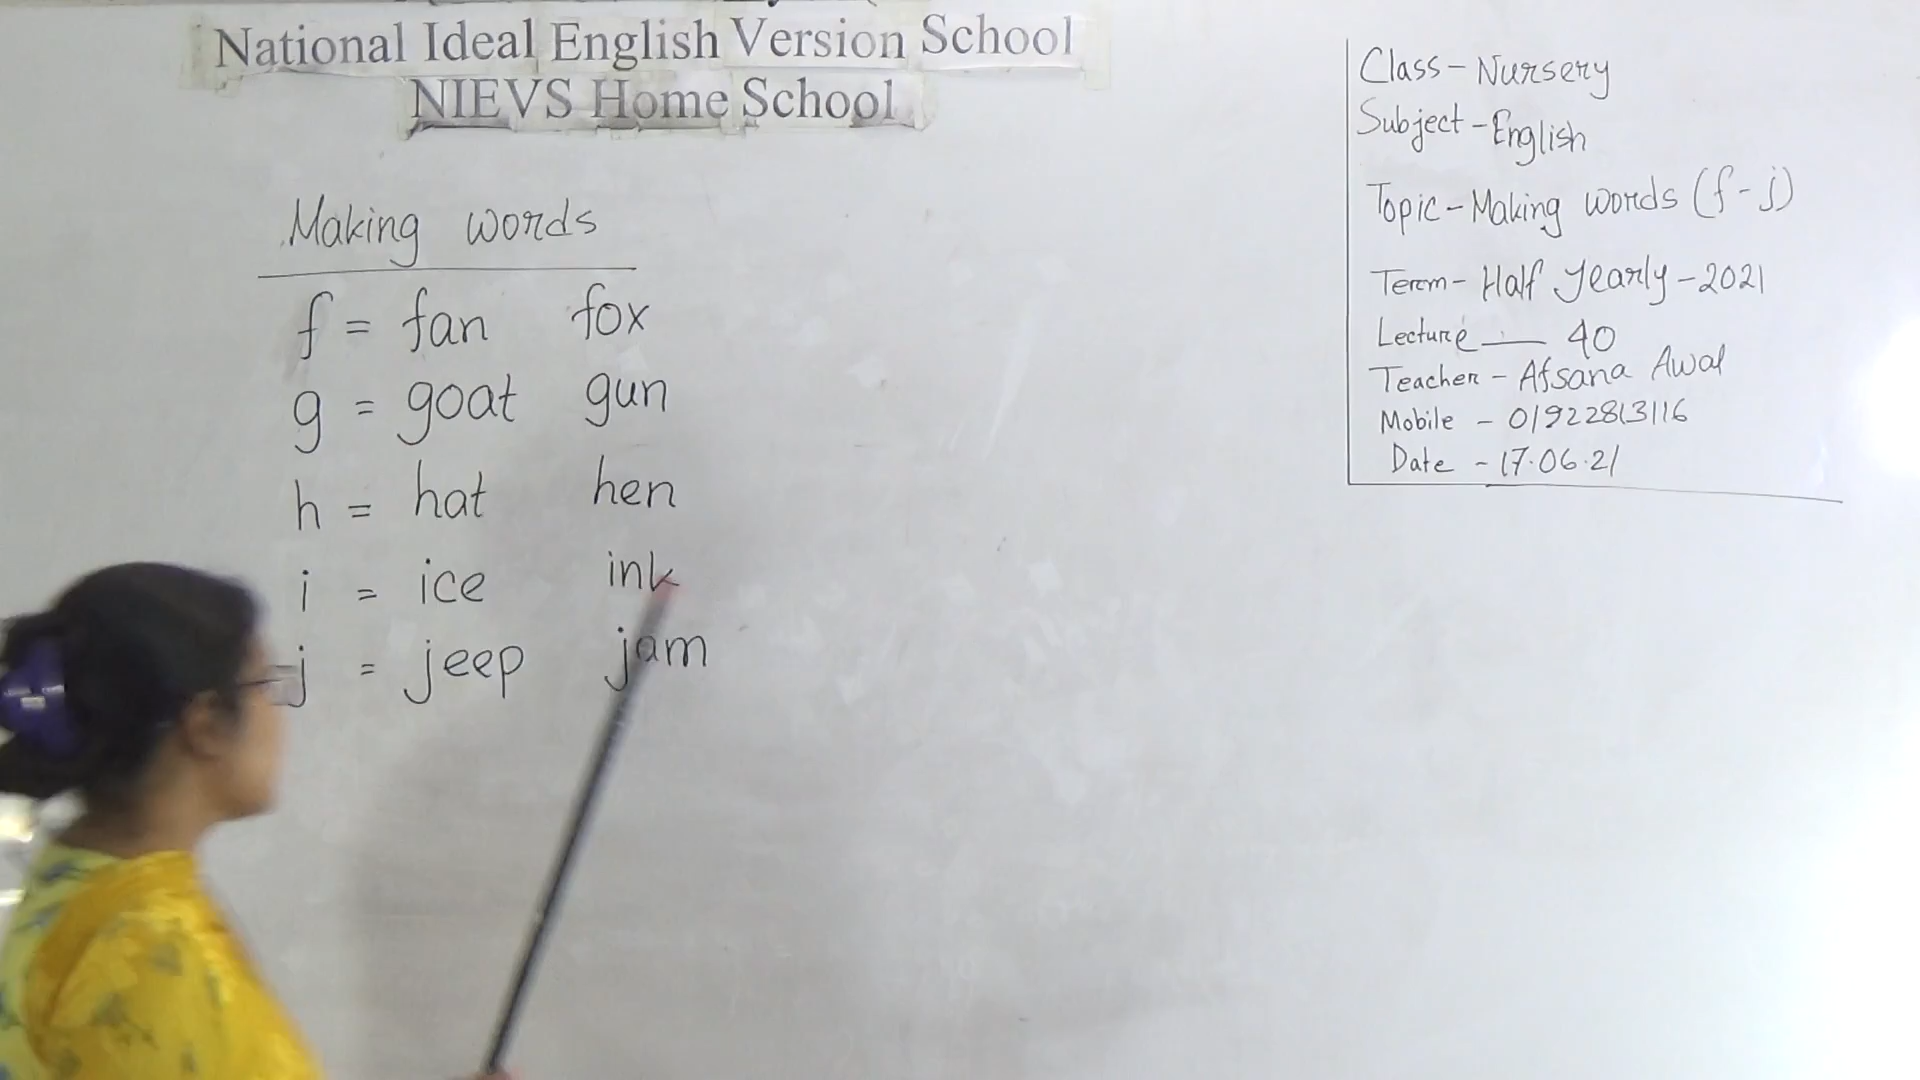 National Ideal English Version School
NIEVS Home School
Making words
f = fan fox
g = goat gun
h = hat hen
i = ice ink
j = jeep jam
Class - Nursery
Subject - English
Topic - Making words (f - j)
Term - Half Yearly - 2021
Lecture — 40
Teacher - Afsana Awal
Mobile - 01922813116
Date - 17.06.21